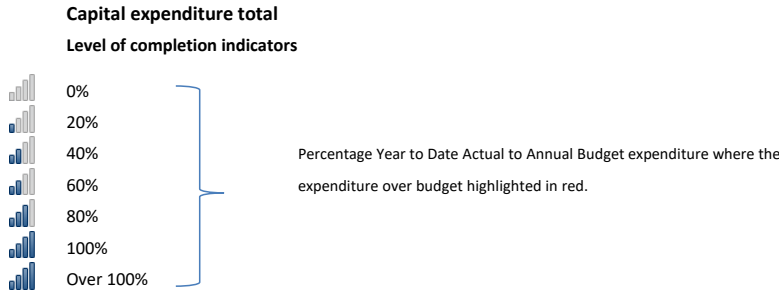 Capital expenditure total
Level of completion indicators
0%
20%
40%
60%
80%
100%
Over 100%
Percentage Year to Date Actual to Annual Budget expenditure where the
expenditure over budget highlighted in red.